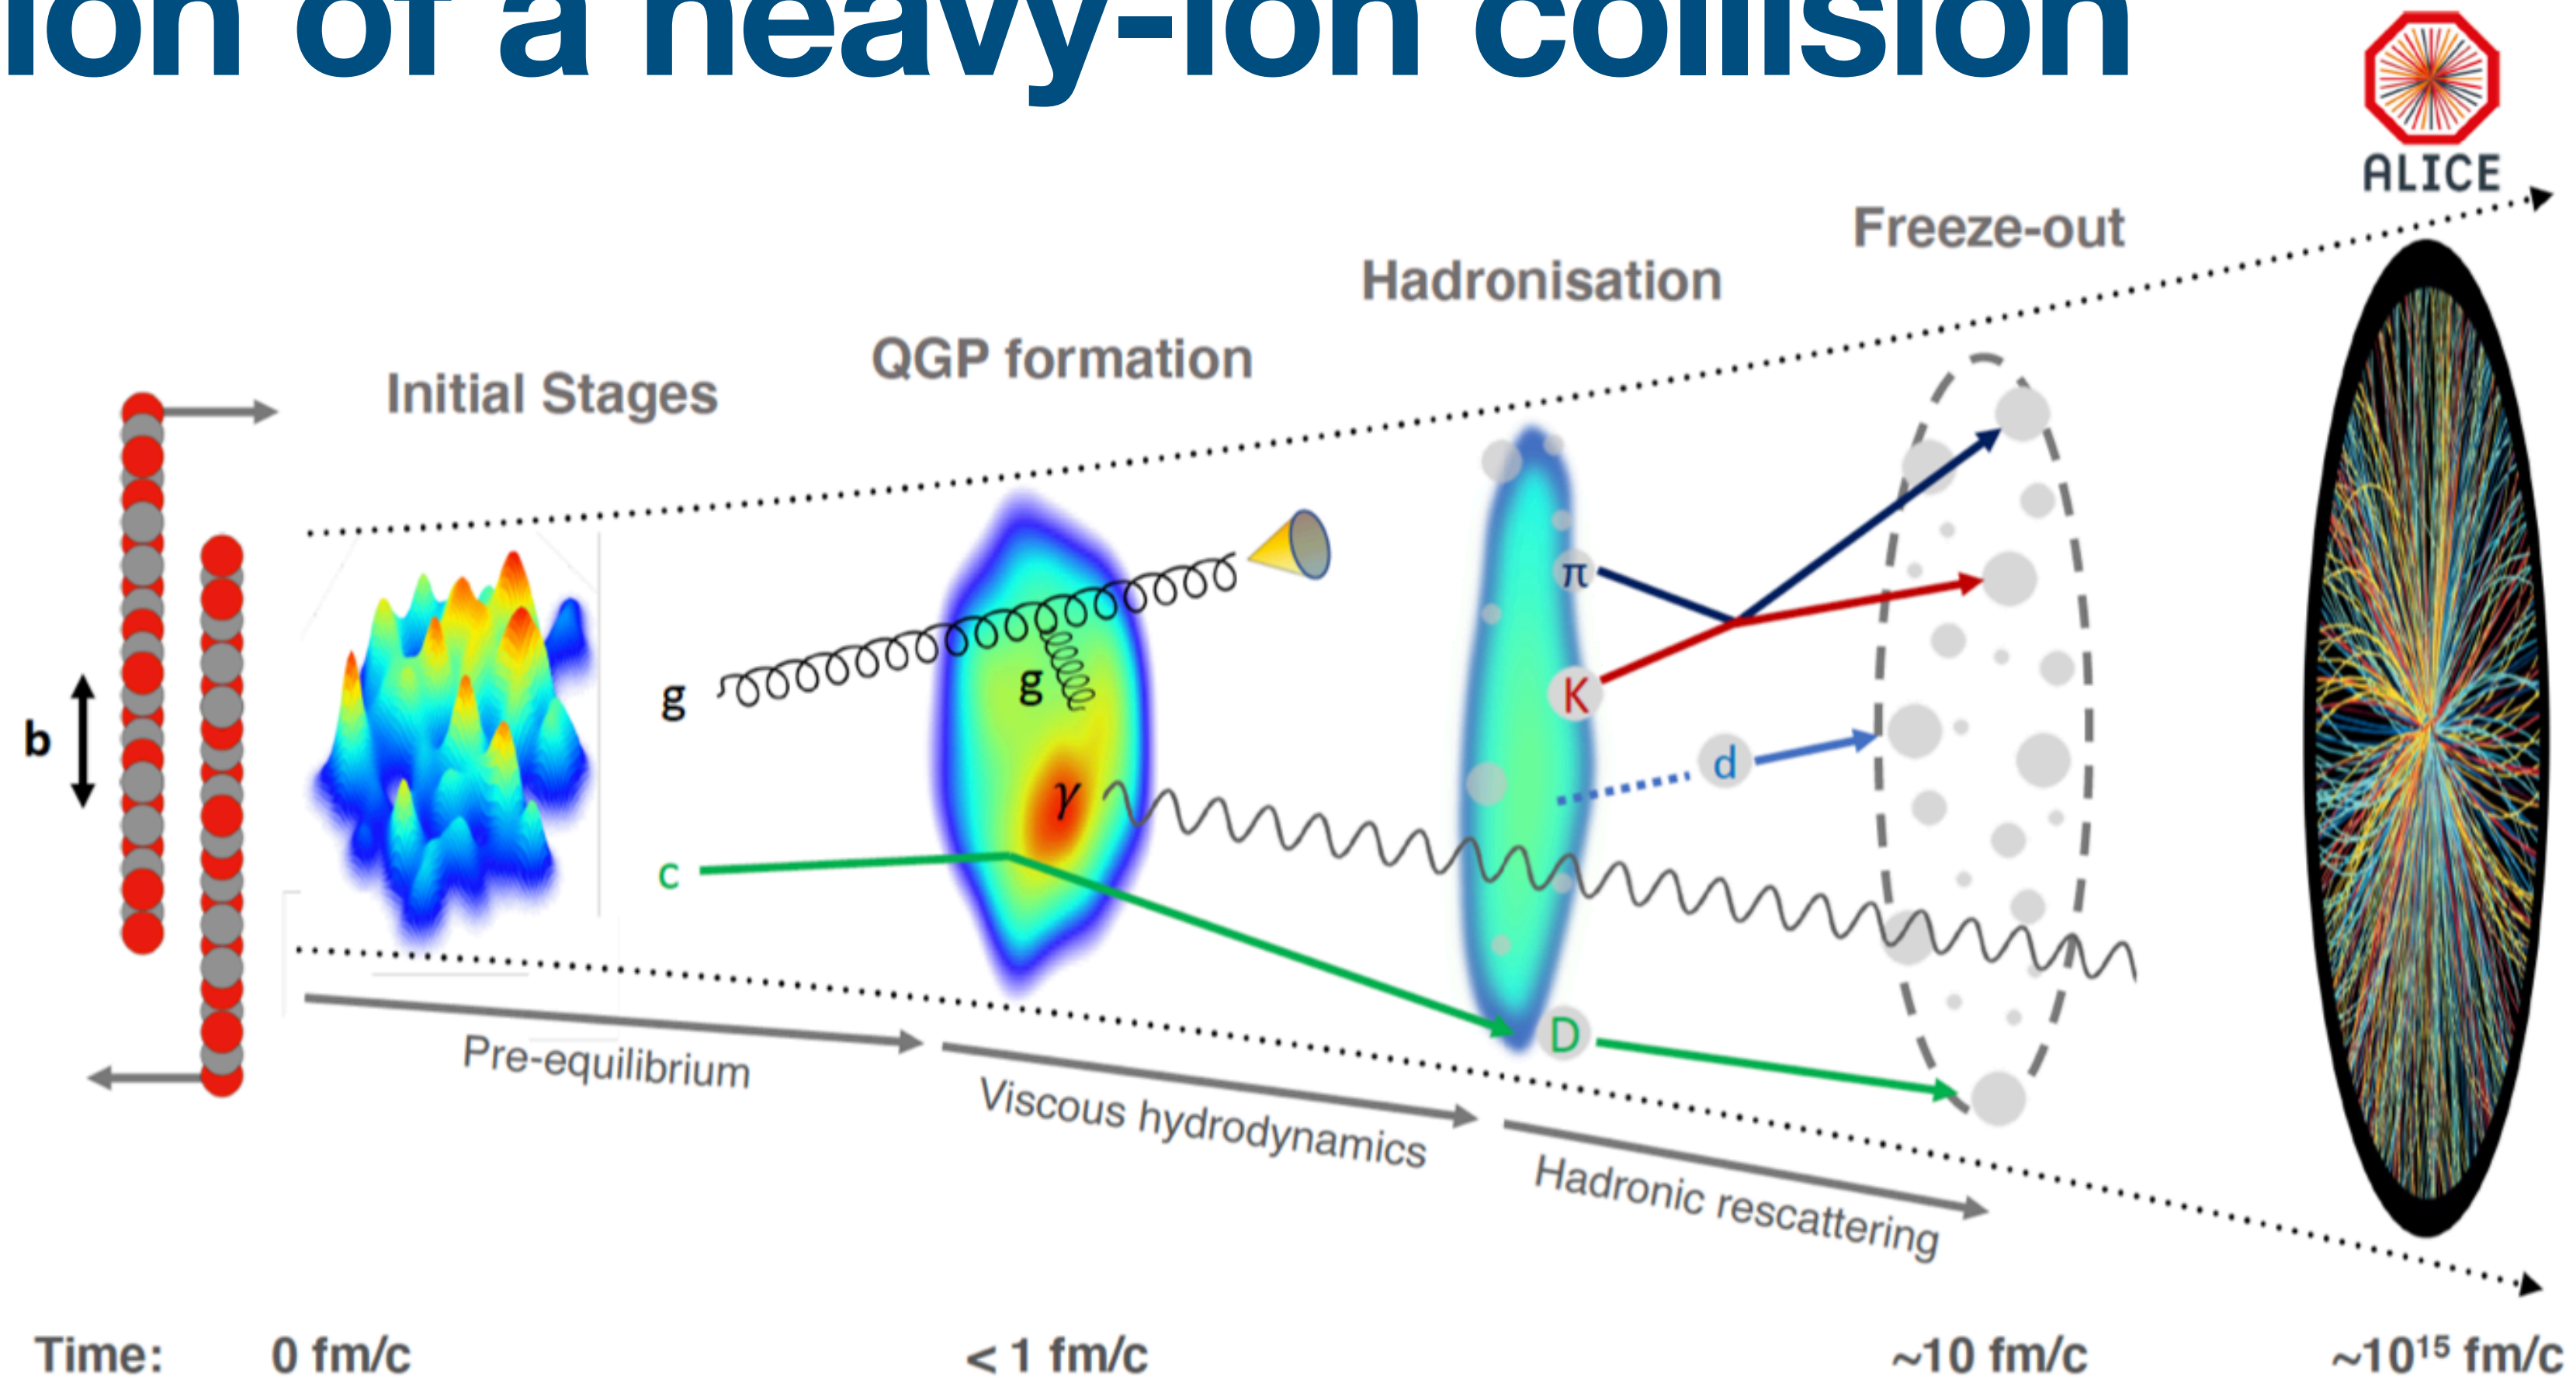 ion of a heavy-ion collision
ALICE
Freeze-out
Hadronisation
QGP formation
Initial Stages
b
g
g
γ
c
π
K
d
D
Pre-equilibrium
Viscous hydrodynamics
Hadronic rescattering
Time: 0 fm/c < 1 fm/c ~10 fm/c ~10¹⁵ fm/c